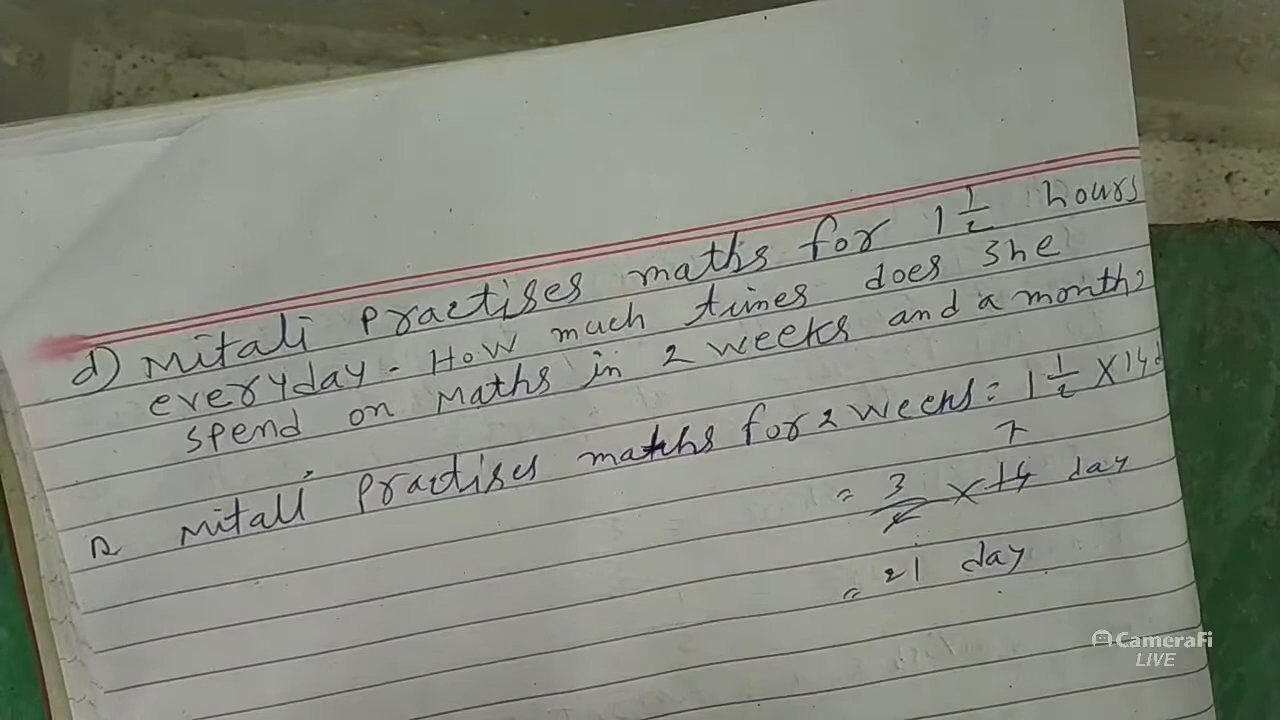 d) Mitali Practises maths for 1 1/2 hours
everyday. How much times does she
spend on Maths in 2 weeks and a month?
Mitali Practises maths for 2 weeks = 1 1/2 X 14 d
7
= 3/2 X 14 day
= 21 day
CameraFi
LIVE